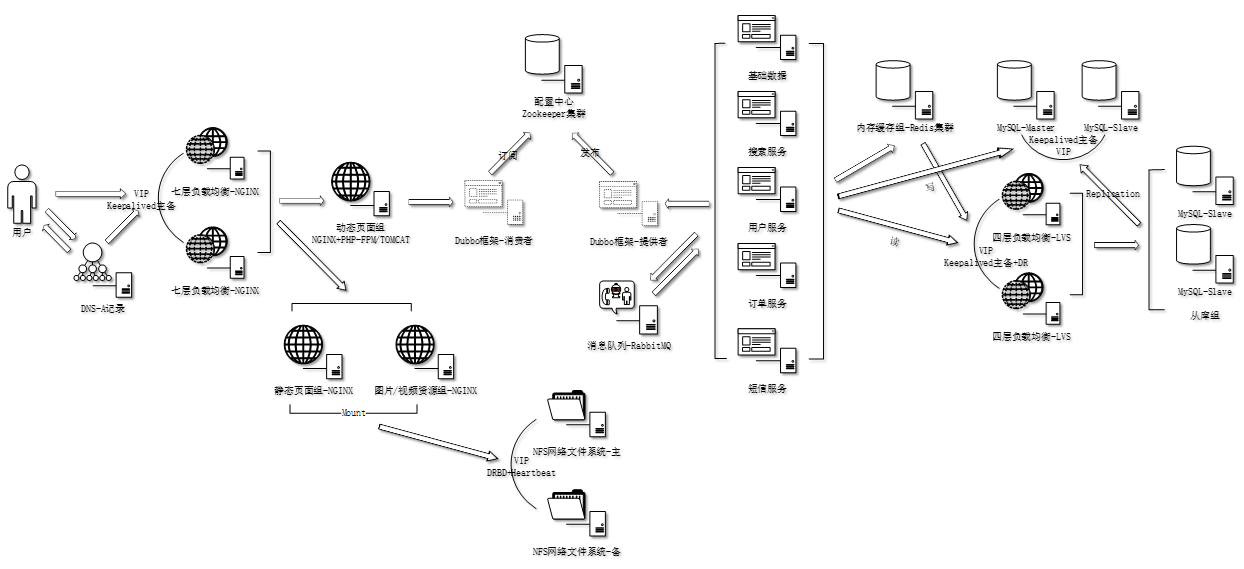 用户
DNS-A记录
VIP
Keepalived主备
七层负载均衡-NGINX
七层负载均衡-NGINX
动态页面组
NGINX+PHP-FPM/TOMCAT
静态页面组-NGINX
图片/视频资源组-NGINX
Mount
NFS网络文件系统-主
VIP
DRBD+Heartbeat
NFS网络文件系统-备
配置中心
Zookeeper集群
订阅
发布
Dubbo框架-消费者
Dubbo框架-提供者
消息队列-RabbitMQ
基础数据
搜索服务
用户服务
订单服务
短信服务
内存缓存组-Redis集群
写
读
MySQL-Master
MySQL-Slave
Keepalived主备
VIP
四层负载均衡-LVS
VIP
Keepalived主备+DR
四层负载均衡-LVS
Replication
MySQL-Slave
MySQL-Slave
从库组